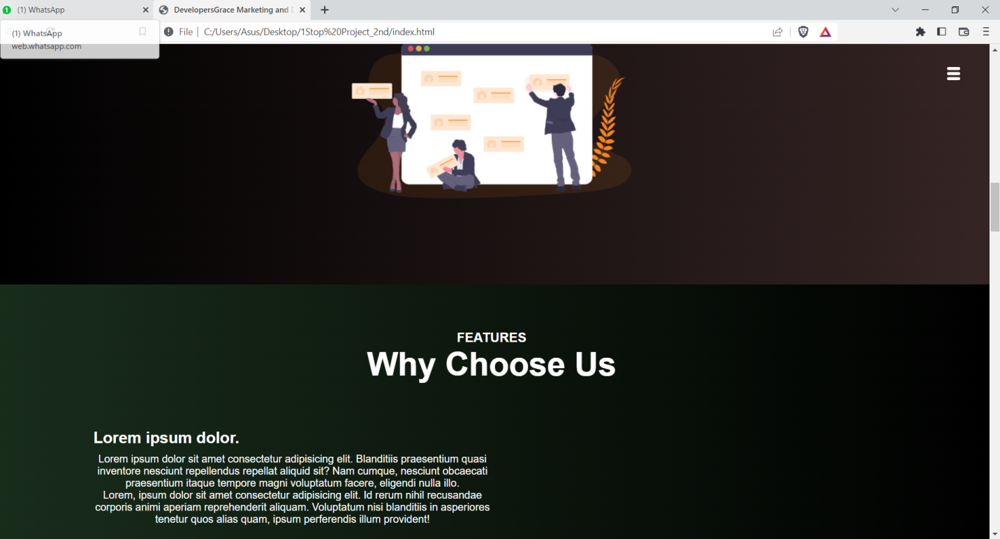 1 (1) WhatsApp
DevelopersGrace Marketing and
(1) WhatsApp
web.whatsapp.com
File | C:/Users/Asus/Desktop/1Stop%20Project_2nd/index.html
FEATURES
Why Choose Us
Lorem ipsum dolor.
Lorem ipsum dolor sit amet consectetur adipisicing elit. Blanditiis praesentium quasi
inventore nesciunt repellendus repellat aliquid sit? Nam cumque, nesciunt obcaecati
praesentium itaque tempore magni voluptatum facere, eligendi nulla illo.
Lorem, ipsum dolor sit amet consectetur adipisicing elit. Id rerum nihil recusandae
corporis animi aperiam reprehenderit aliquam. Voluptatum nisi blanditiis in asperiores
tenetur quos alias quam, ipsum perferendis illum provident!